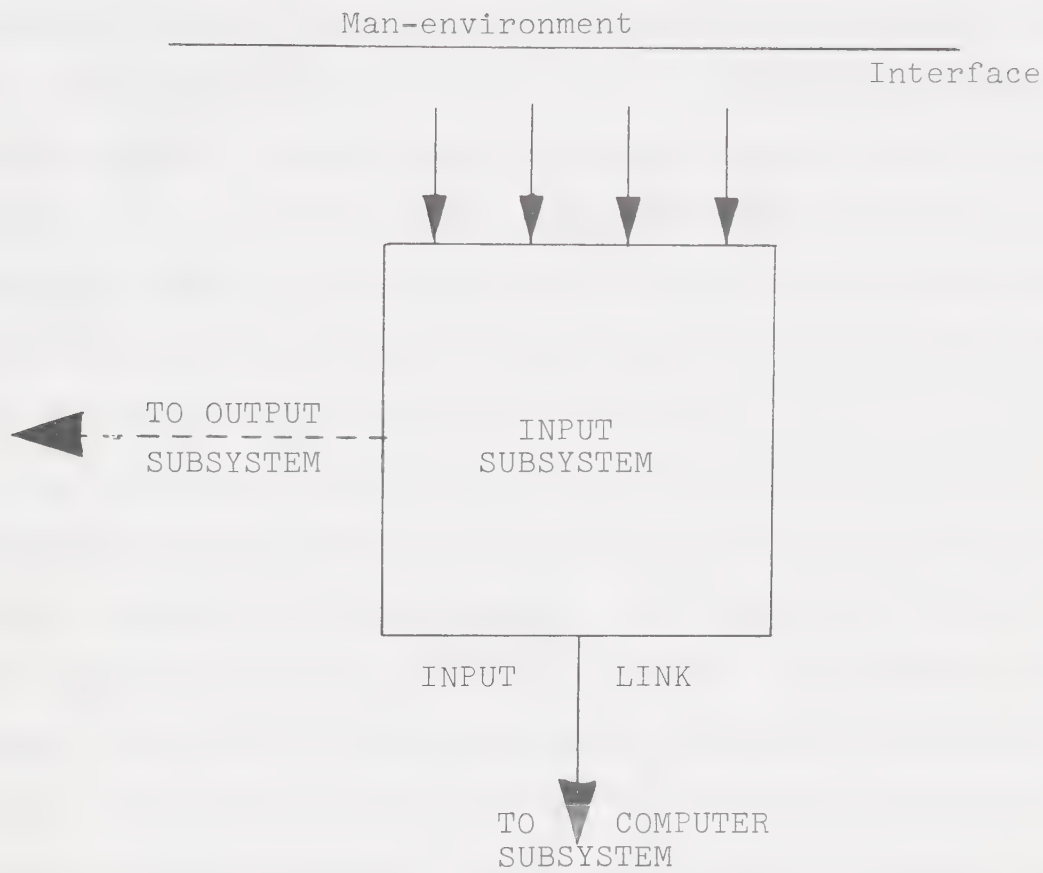 Man-environment
Interface
TO OUTPUT
SUBSYSTEM
INPUT
SUBSYSTEM
INPUT LINK
TO COMPUTER
SUBSYSTEM